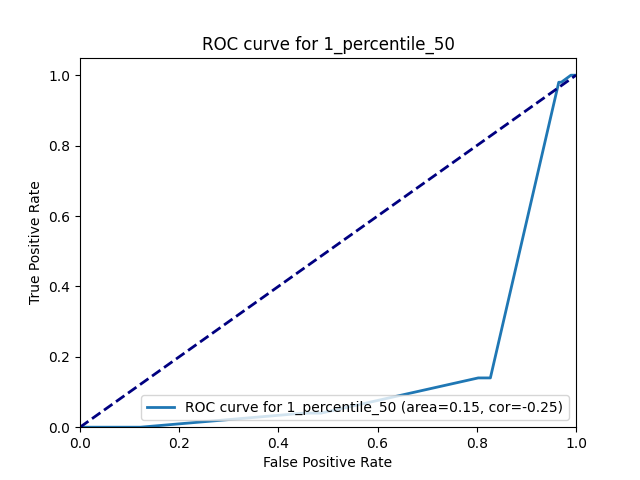 ROC curve for 1_percentile_50
True Positive Rate
1.0
0.8
0.6
0.4
0.2
0.0
ROC curve for 1_percentile_50 (area=0.15, cor=-0.25)
0.0 0.2 0.4 0.6 0.8 1.0
False Positive Rate